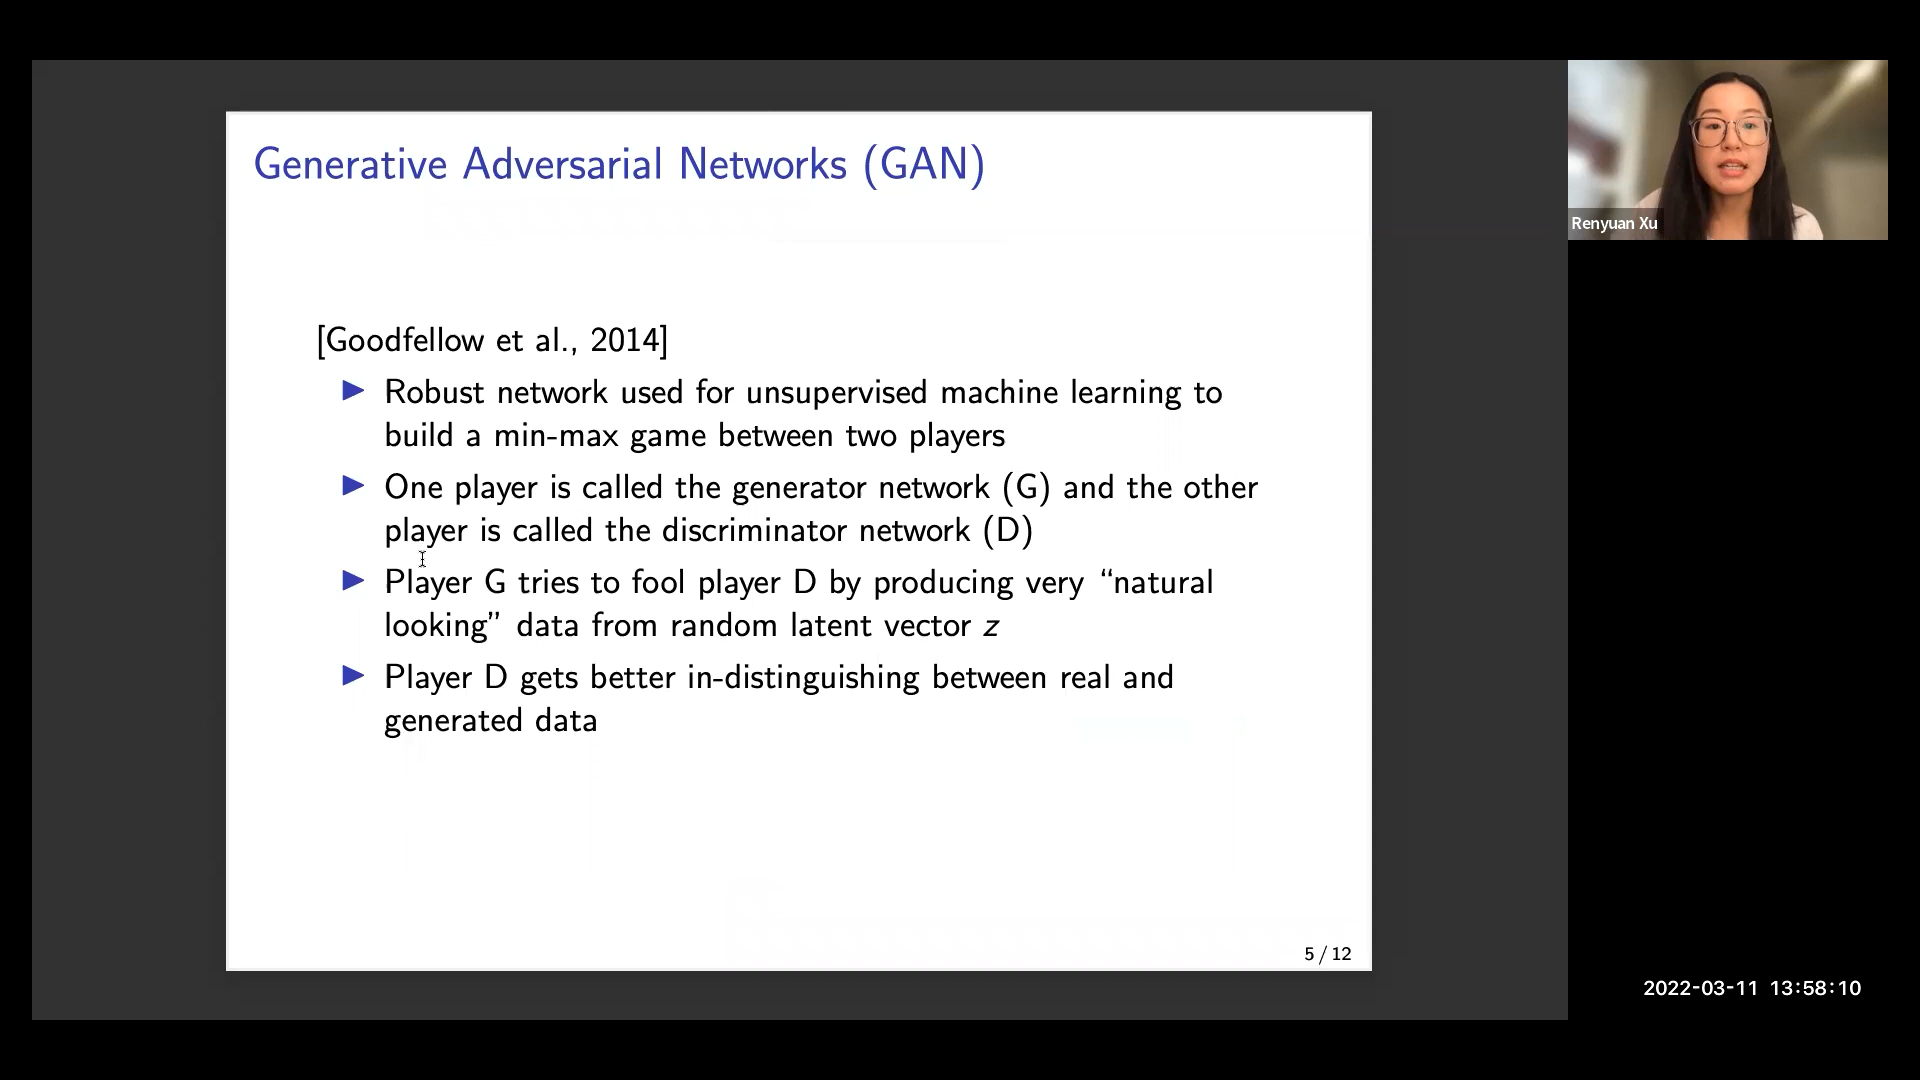 Generative Adversarial Networks (GAN)
[Goodfellow et al., 2014]
▶ Robust network used for unsupervised machine learning to
build a min-max game between two players
▶ One player is called the generator network (G) and the other
player is called the discriminator network (D)
▶ Player G tries to fool player D by producing very “natural
looking” data from random latent vector z
▶ Player D gets better in-distinguishing between real and
generated data
5 / 12
Renyuan Xu
2022-03-11 13:58:10